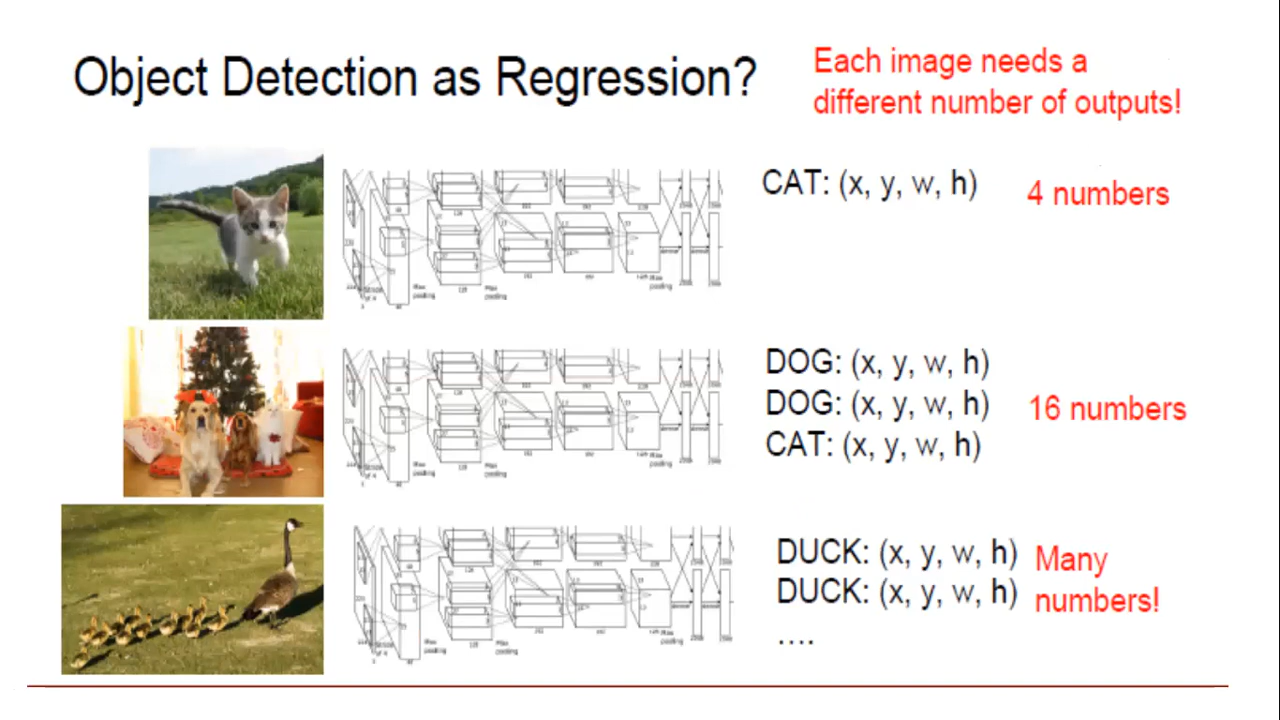 Object Detection as Regression?
Each image needs a
different number of outputs!
CAT: (x, y, w, h)
4 numbers
DOG: (x, y, w, h)
DOG: (x, y, w, h)
CAT: (x, y, w, h)
16 numbers
DUCK: (x, y, w, h)
DUCK: (x, y, w, h)
....
Many
numbers!